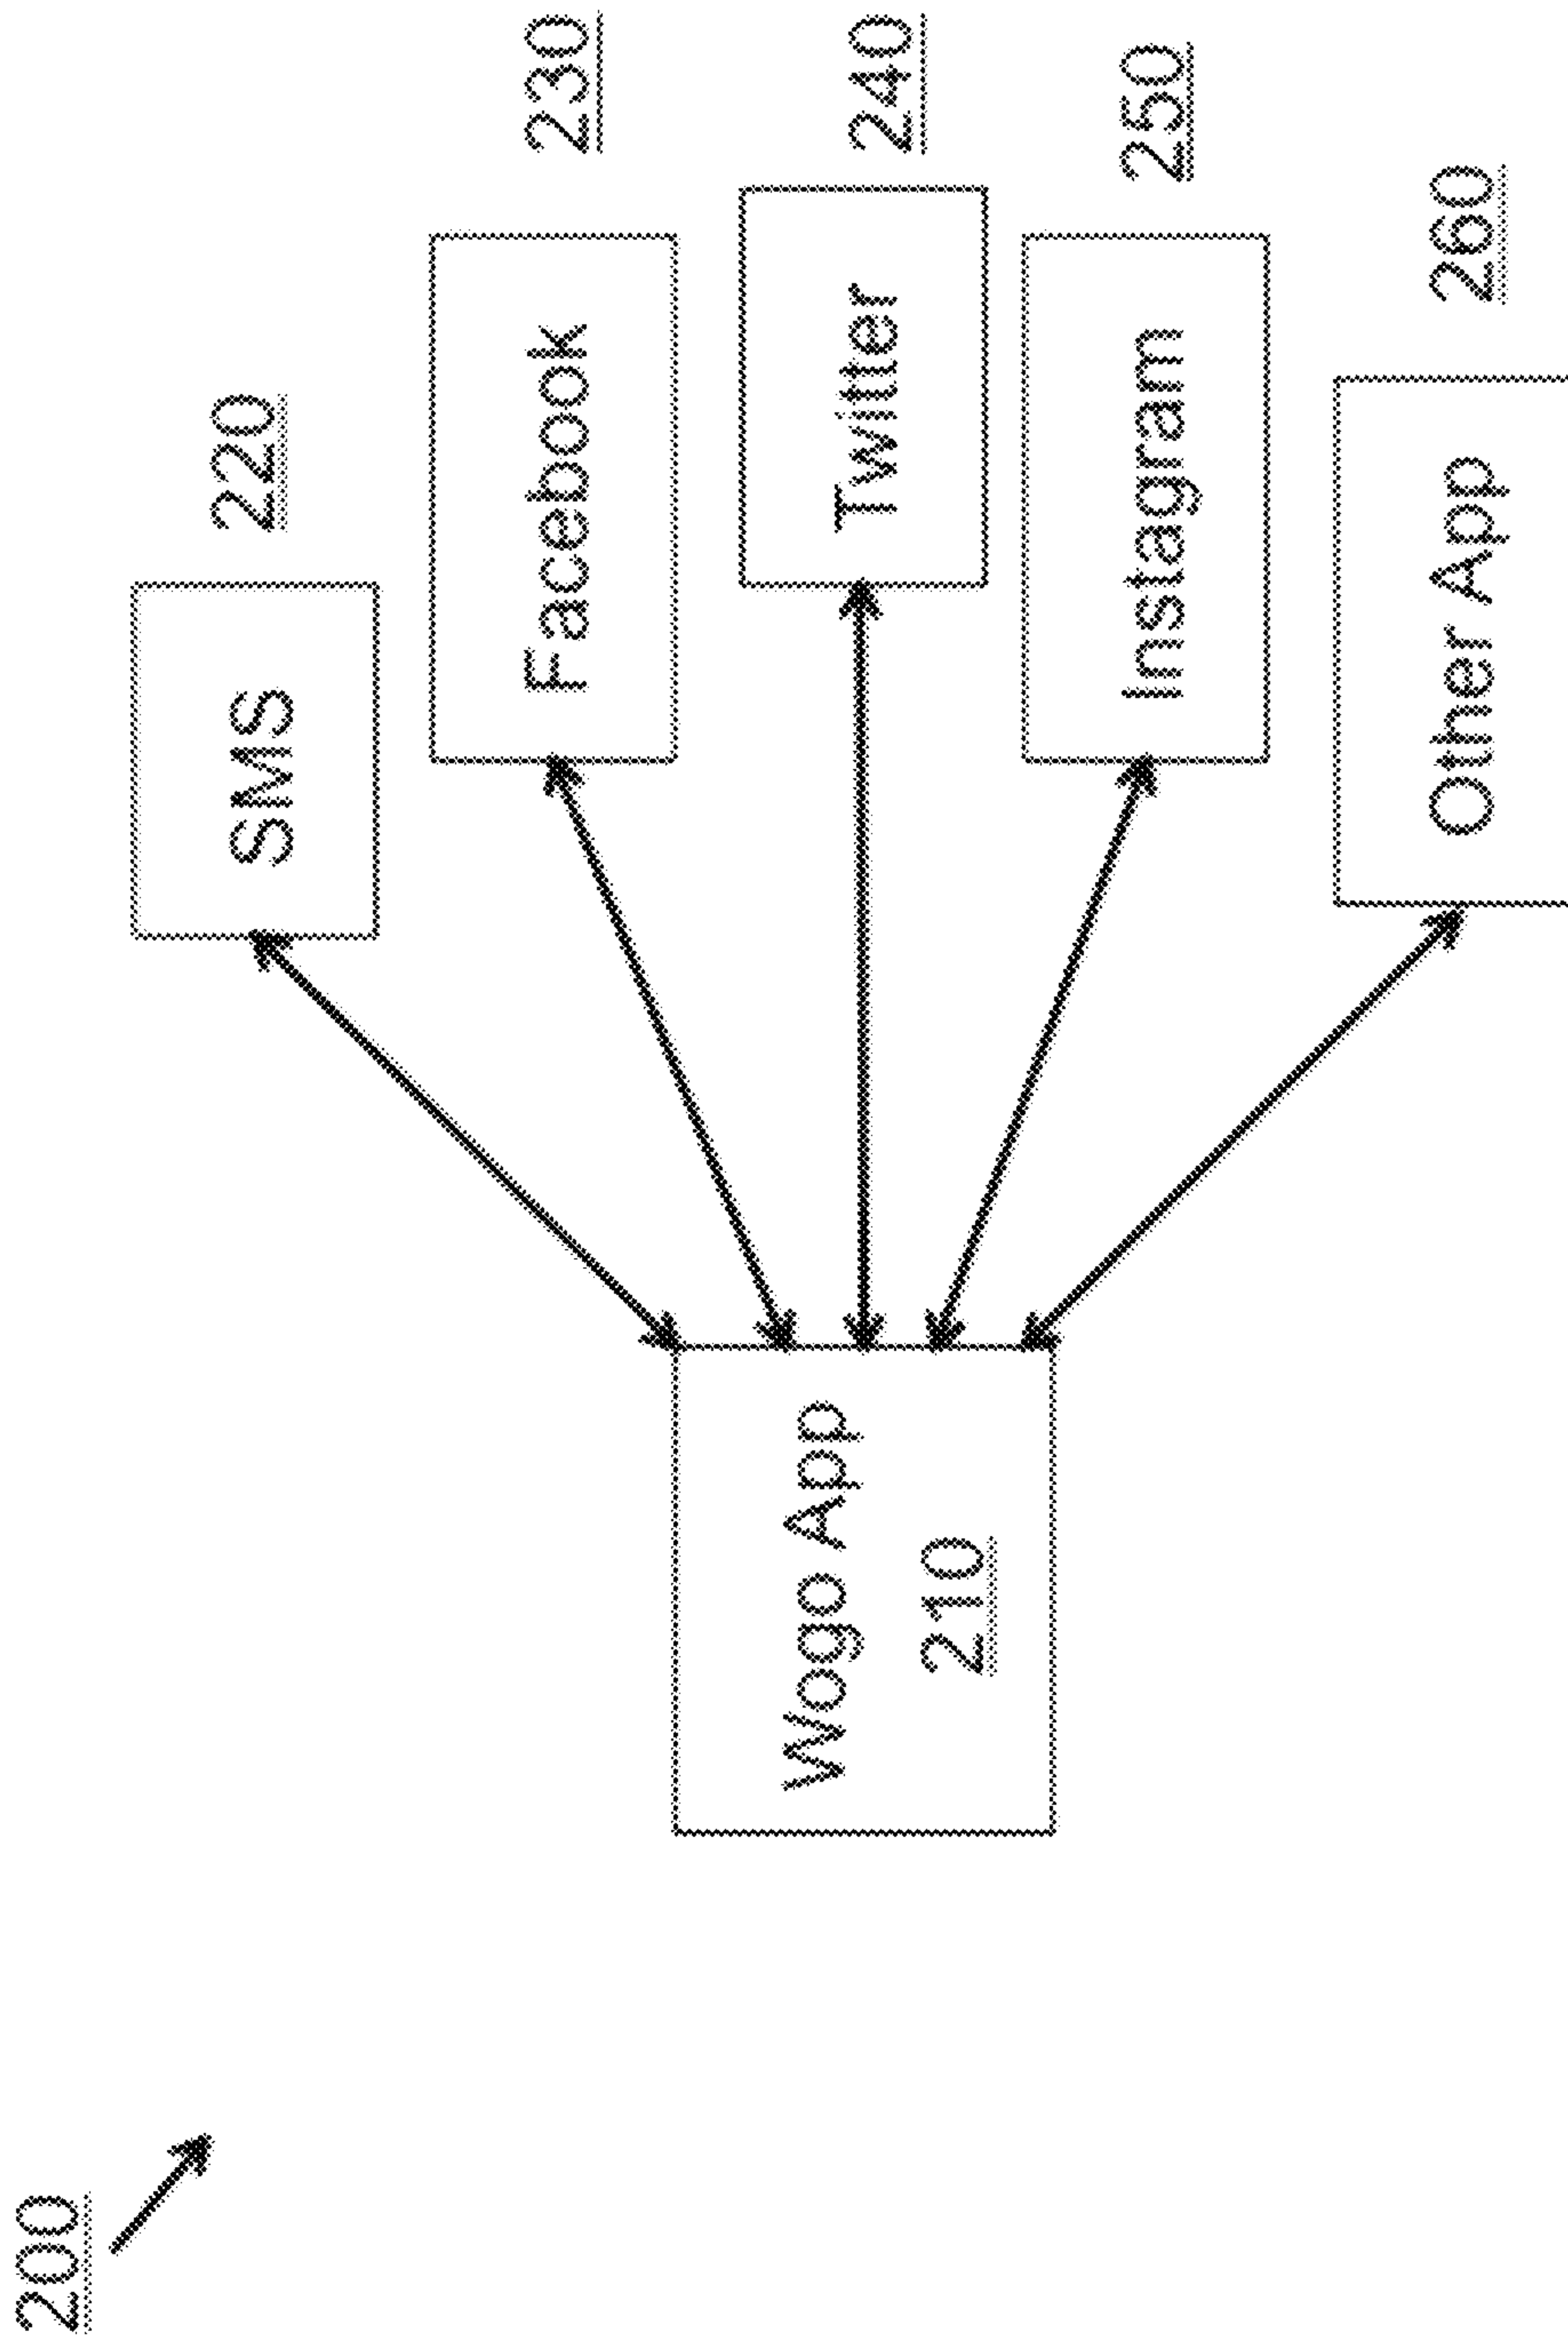 200
SMS
220
Facebook
230
Wogo App
210
Twitter
240
Instagram
250
Other App
260